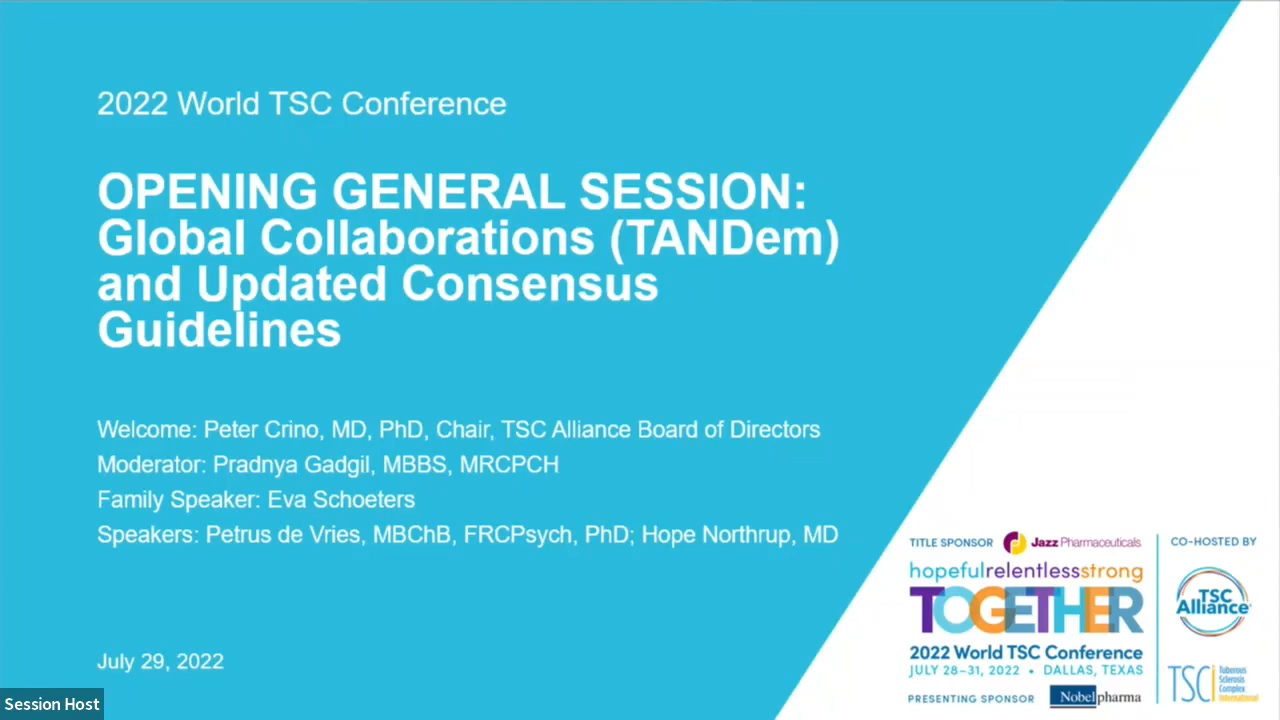 2022 World TSC Conference
OPENING GENERAL SESSION:
Global Collaborations (TANDem)
and Updated Consensus
Guidelines
Welcome: Peter Crino, MD, PhD, Chair, TSC Alliance Board of Directors
Moderator: Pradnya Gadgil, MBBS, MRCPCH
Family Speaker: Eva Schoeters
Speakers: Petrus de Vries, MBChB, FRCPsych, PhD; Hope Northrup, MD
July 29, 2022
Session Host
TITLE SPONSOR Jazz Pharmaceuticals
hopefulrelentlessstrong
TOGETHER
2022 World TSC Conference
JULY 28–31, 2022 • DALLAS, TEXAS
PRESENTING SPONSOR Nobelpharma
CO-HOSTED BY
TSC
Alliance
TSCi
Tuberous
Sclerosis
Complex
International